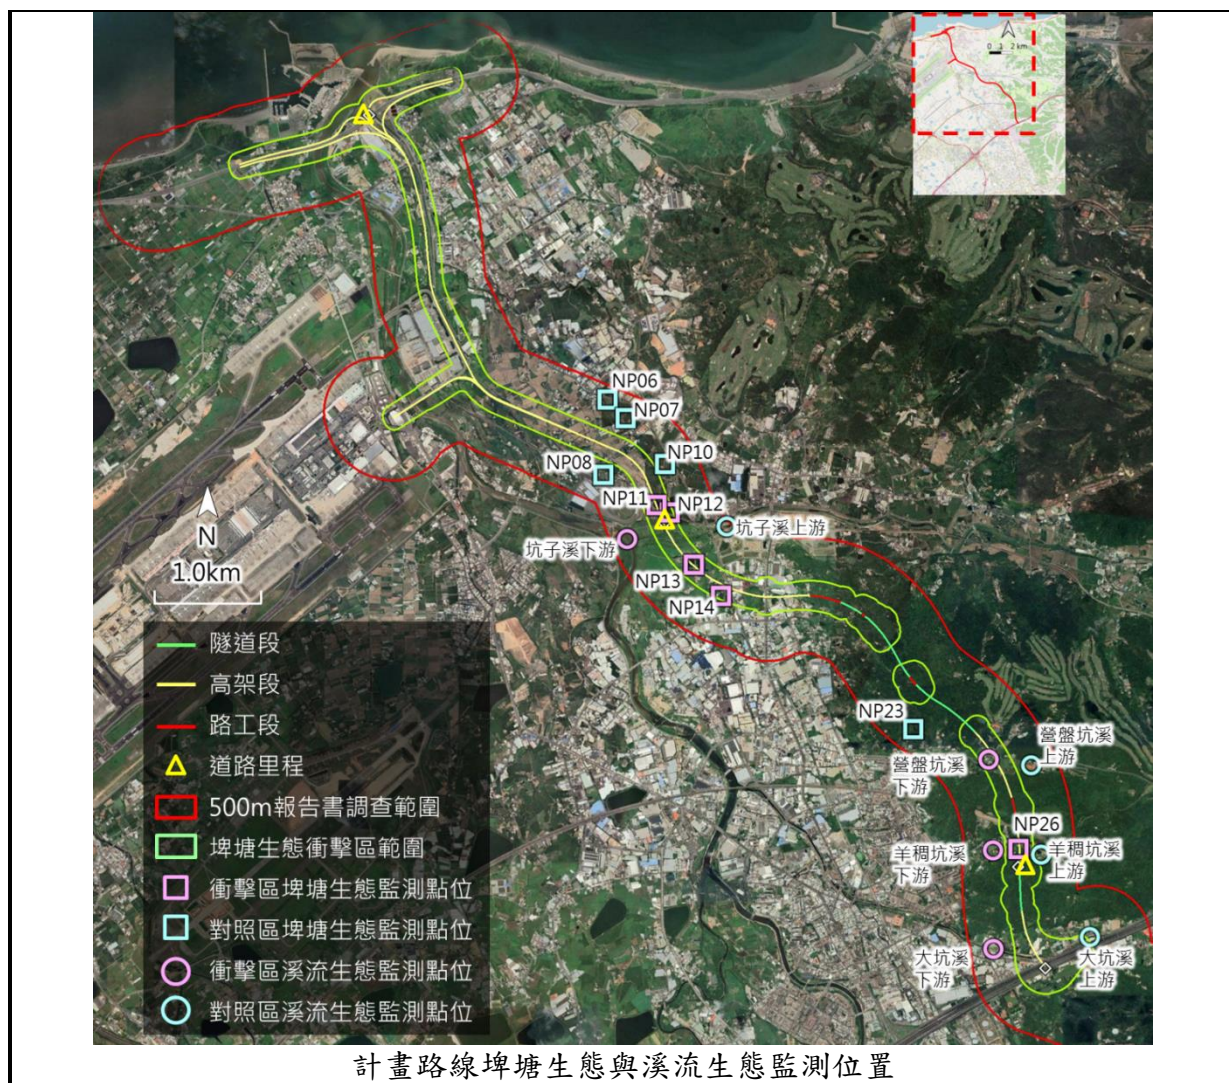 0 1 2 km
NP06
NP07
NP10
NP08
NP11
NP12
坑子溪上游
坑子溪下游
NP13
NP14
N
1.0km
NP23
營盤坑溪
上游
營盤坑溪
下游
NP26
羊稠坑溪
上游
羊稠坑溪
下游
大坑溪
下游
大坑溪
上游
隧道段
高架段
路工段
道路里程
500m報告書調查範圍
埤塘生態衝擊區範圍
衝擊區埤塘生態監測點位
對照區埤塘生態監測點位
衝擊區溪流生態監測點位
對照區溪流生態監測點位
計畫路線埤塘生態與溪流生態監測位置